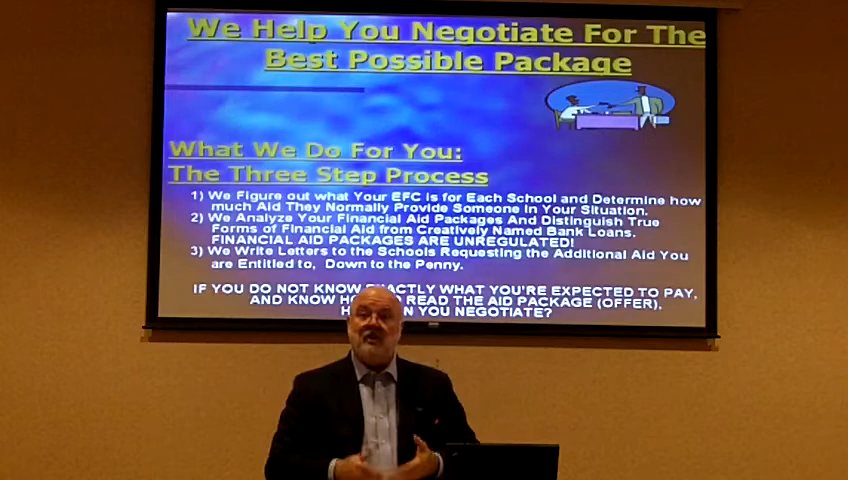 We Help You Negotiate For The
Best Possible Package
What We Do For You:
The Three Step Process
1) We Figure out what Your EFC is for Each School and Determine how
much Aid They Normally Provide Someone in Your Situation.
2) We Analyze Your Financial Aid Packages And Distinguish True
Forms of Financial Aid from Creatively Named Bank Loans.
FINANCIAL AID PACKAGES ARE UNREGULATED!
3) We Write Letters to the Schools Requesting the Additional Aid You
are Entitled to, Down to the Penny.
IF YOU DO NOT KNOW EXACTLY WHAT YOU'RE EXPECTED TO PAY,
AND KNOW READ THE AID PACKAGE (OFFER),
YOU NEGOTIATE?